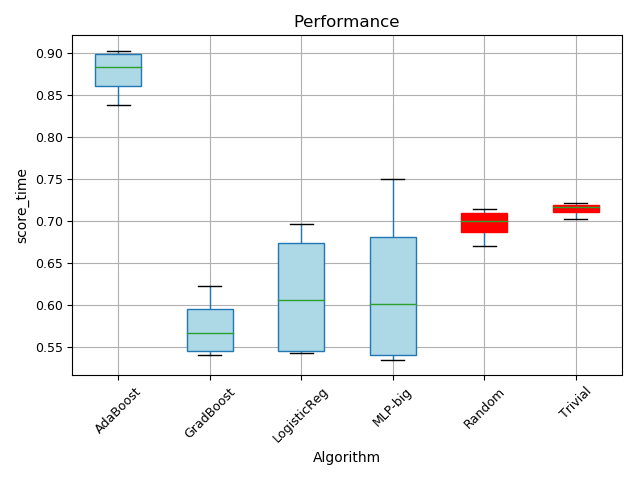 Performance
0.90
0.85
0.80
0.75
0.70
0.65
0.60
0.55
score_time
AdaBoost
GradBoost
LogisticReg
MLP-big
Random
Trivial
Algorithm